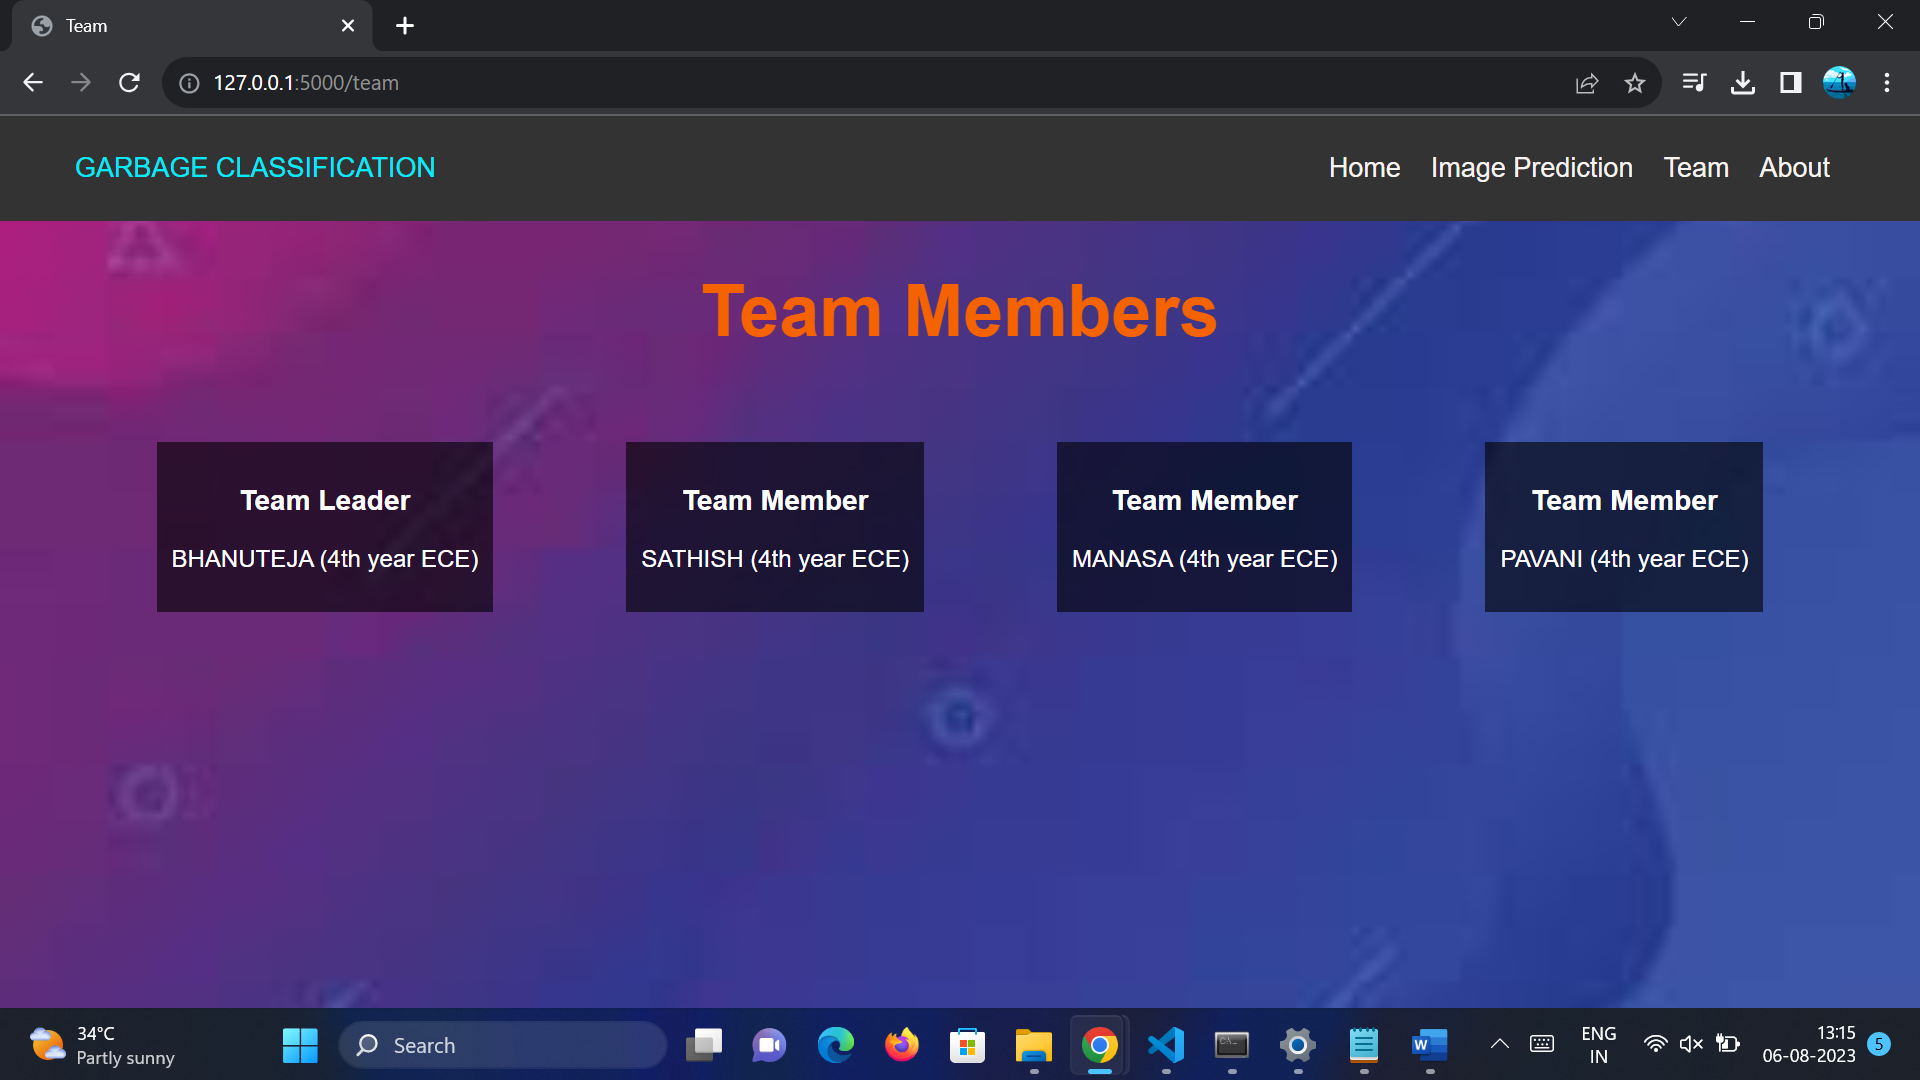 Team
127.0.0.1:5000/team
GARBAGE CLASSIFICATION
Home Image Prediction Team About
Team Members
Team Leader
BHANUTEJA (4th year ECE)
Team Member
SATHISH (4th year ECE)
Team Member
MANASA (4th year ECE)
Team Member
PAVANI (4th year ECE)
34°C
Partly sunny
Search
ENG
IN
13:15
06-08-2023
5